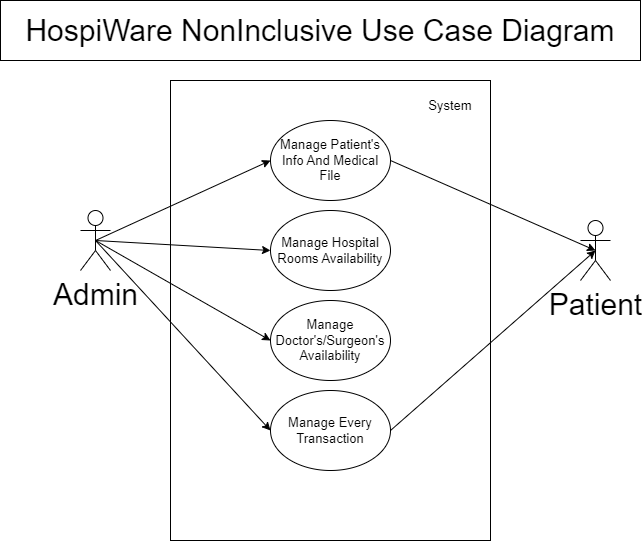 HospiWare NonInclusive Use Case Diagram
System
Manage Patient's
Info And Medical
File
Manage Hospital
Rooms Availability
Admin
Patient
Manage
Doctor's/Surgeon's
Availability
Manage Every
Transaction